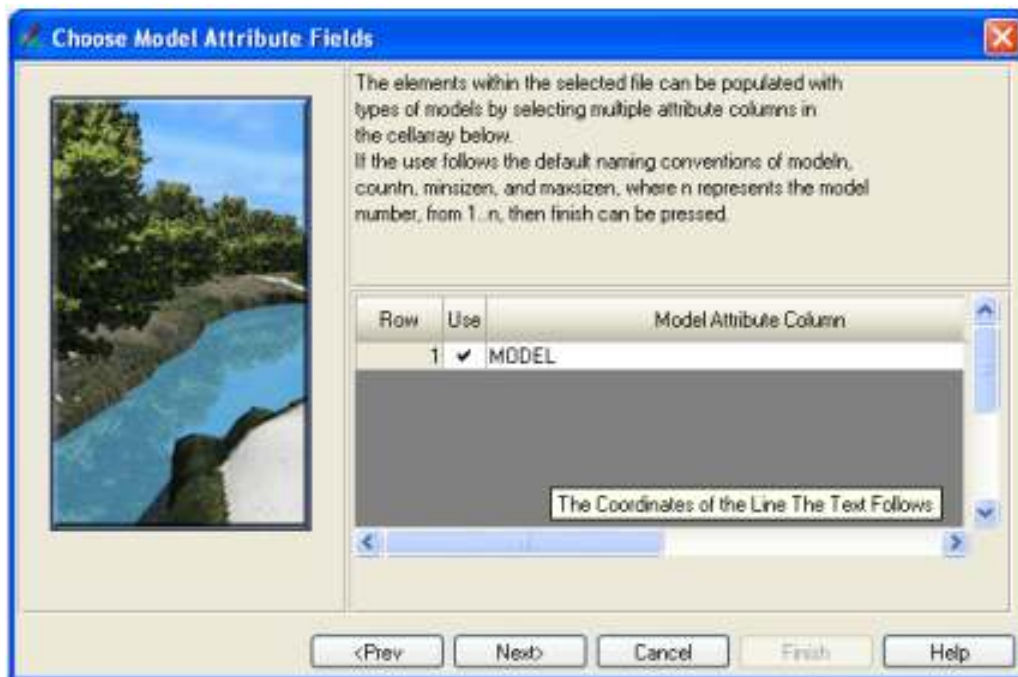 Choose Model Attribute Fields
The elements within the selected file can be populated with
types of models by selecting multiple attribute columns in
the cellarray below.
If the user follows the default naming conventions of modeln,
countn, minsizen, and maxsizen, where n represents the model
number, from 1..n, then finish can be pressed.
Row Use Model Attribute Column
1 ✔ MODEL
The Coordinates of the Line The Text Follows
<Prev Next> Cancel Finish Help